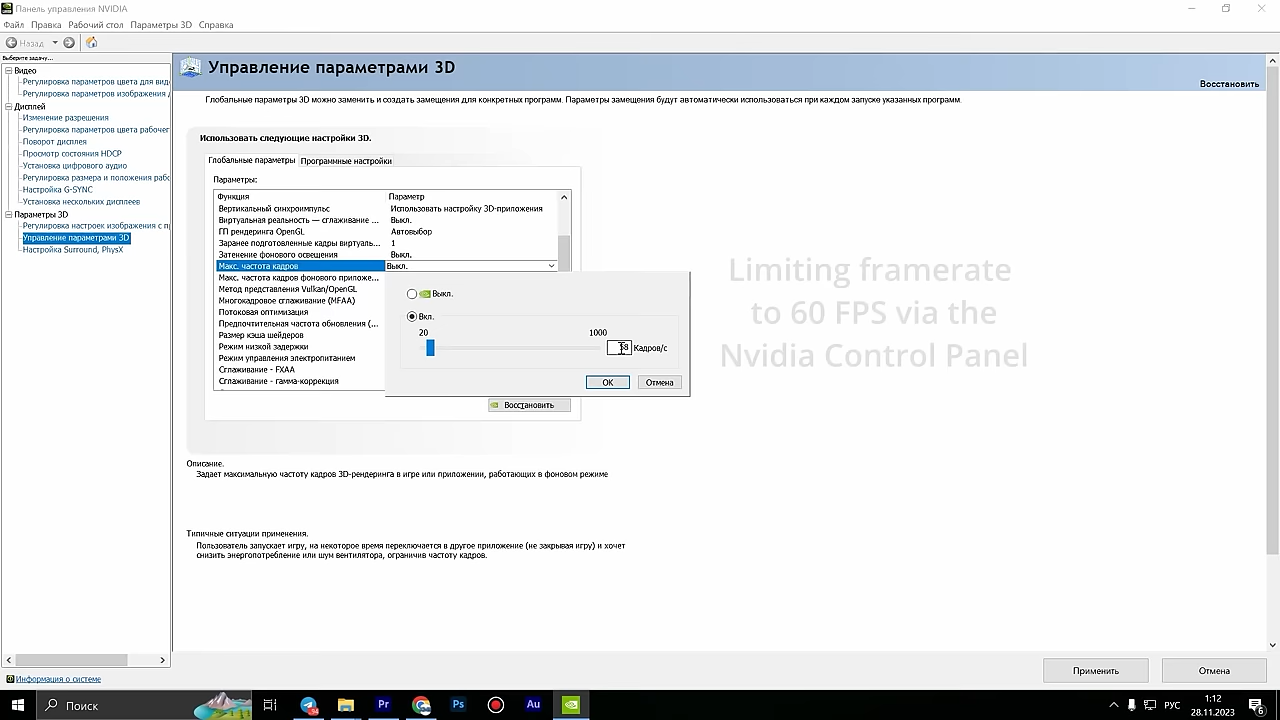 Панель управления NVIDIA
Файл Правка Рабочий стол Параметры 3D Справка
Назад
Выберите задачу...
Видео
Регулировка параметров цвета для вид
Регулировка параметров изображения д
Дисплей
Изменение разрешения
Регулировка параметров цвета рабочег
Поворот дисплея
Просмотр состояния HDCP
Установка цифрового аудио
Регулировка размера и положения рабо
Настройка G-SYNC
Установка нескольких дисплеев
Параметры 3D
Регулировка настроек изображения с п
Управление параметрами 3D
Настройка Surround, PhysX
Информация о системе
Управление параметрами 3D
Восстановить
Глобальные параметры 3D можно заменить и создать замещения для конкретных программ. Параметры замещения будут автоматически использоваться при каждом запуске указанных программ.
Использовать следующие настройки 3D.
Глобальные параметры Программные настройки
Параметры:
Функция Параметр
Вертикальный синхроимпульс Использовать настройку 3D-приложения
Виртуальная реальность — сглаживание ... Выкл.
ГП рендеринга OpenGL Автовыбор
Заранее подготовленные кадры виртуаль... 1
Затенение фонового освещения Выкл.
Макс. частота кадров Выкл.
Макс. частота кадров фонового приложе...
Метод представления Vulkan/OpenGL
Многокадровое сглаживание (MFAA)
Потоковая оптимизация
Предпочтительная частота обновления (...
Размер кэша шейдеров
Режим низкой задержки
Режим управления электропитанием
Сглаживание - FXAA
Сглаживание - гамма-коррекция
Выкл.
Вкл.
20 1000
Кадров/с
OK Отмена
Восстановить
Limiting framerate
to 60 FPS via the
Nvidia Control Panel
Описание.
Задает максимальную частоту кадров 3D-рендеринга в игре или приложении, работающих в фоновом режиме
Типичные ситуации применения.
Пользователь запускает игру, на некоторое время переключается в другое приложение (не закрывая игру) и хочет
снизить энергопотребление или шум вентилятора, ограничив частоту кадров.
Применить Отмена
Поиск
Pr
Ps
Au
РУС
1:12
28.11.2023
6